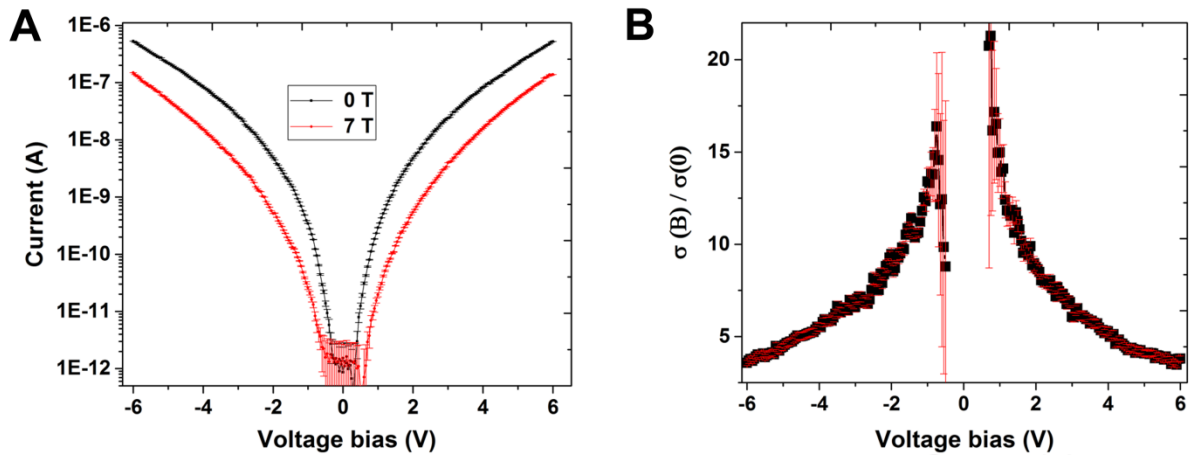 A
1E-6
1E-7
1E-8
1E-9
1E-10
1E-11
1E-12
Current (A)
0 T
7 T
-6 -4 -2 0 2 4 6
Voltage bias (V)
B
20
15
10
5
σ (B) / σ(0)
-6 -4 -2 0 2 4 6
Voltage bias (V)